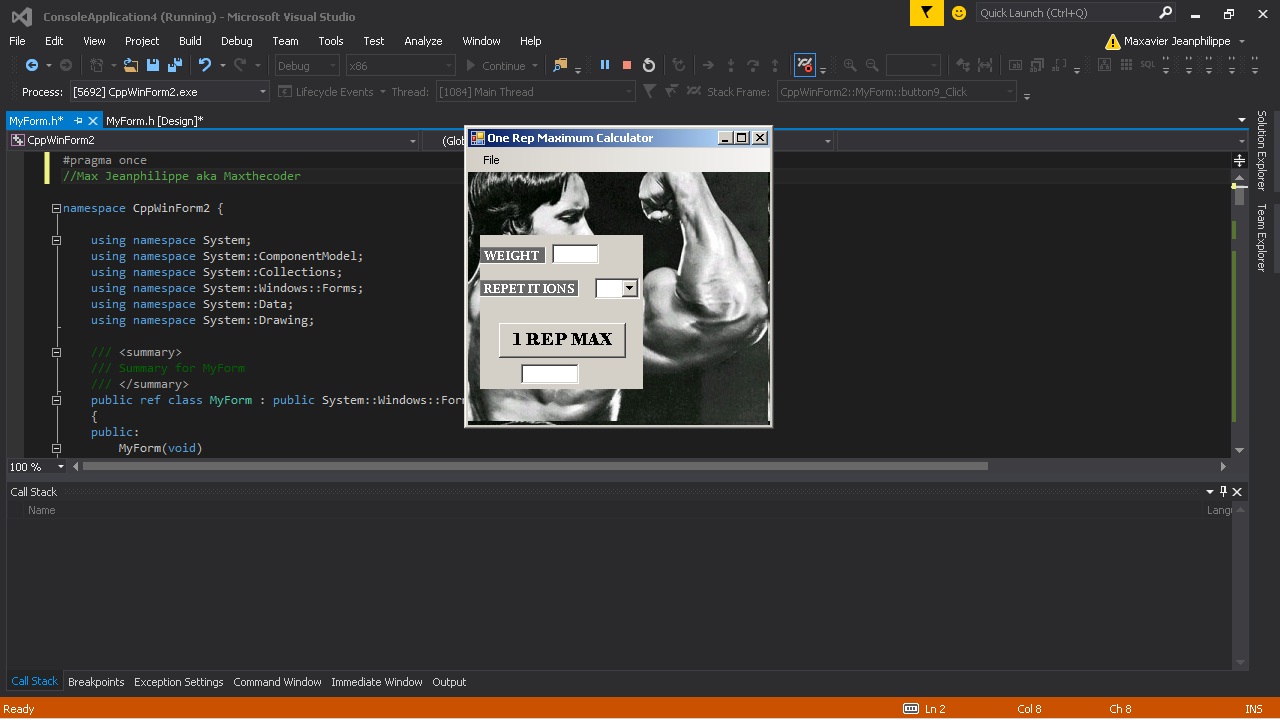 ConsoleApplication4 (Running) - Microsoft Visual Studio
Quick Launch (Ctrl+Q)
File Edit View Project Build Debug Team Tools Test Analyze Window Help
Maxavier Jeanphilippe
Debug x86 Continue SQL
Process: [5692] CppWinForm2.exe Lifecycle Events Thread: [1084] Main Thread Stack Frame: CppWinForm2::MyForm::button9_Click
MyForm.h* MyForm.h [Design]*
CppWinForm2 (Glob
#pragma once
//Max Jeanphilippe aka Maxthecoder
namespace CppWinForm2 {
using namespace System;
using namespace System::ComponentModel;
using namespace System::Collections;
using namespace System::Windows::Forms;
using namespace System::Data;
using namespace System::Drawing;
/// <summary>
/// Summary for MyForm
/// </summary>
public ref class MyForm : public System::Windows::For
{
public:
MyForm(void)
One Rep Maximum Calculator
File
WEIGHT
REPETITIONS
1 REP MAX
Solution Explorer
Team Explorer
100 %
Call Stack
Name Langu
Call Stack Breakpoints Exception Settings Command Window Immediate Window Output
Ready Ln 2 Col 8 Ch 8 INS